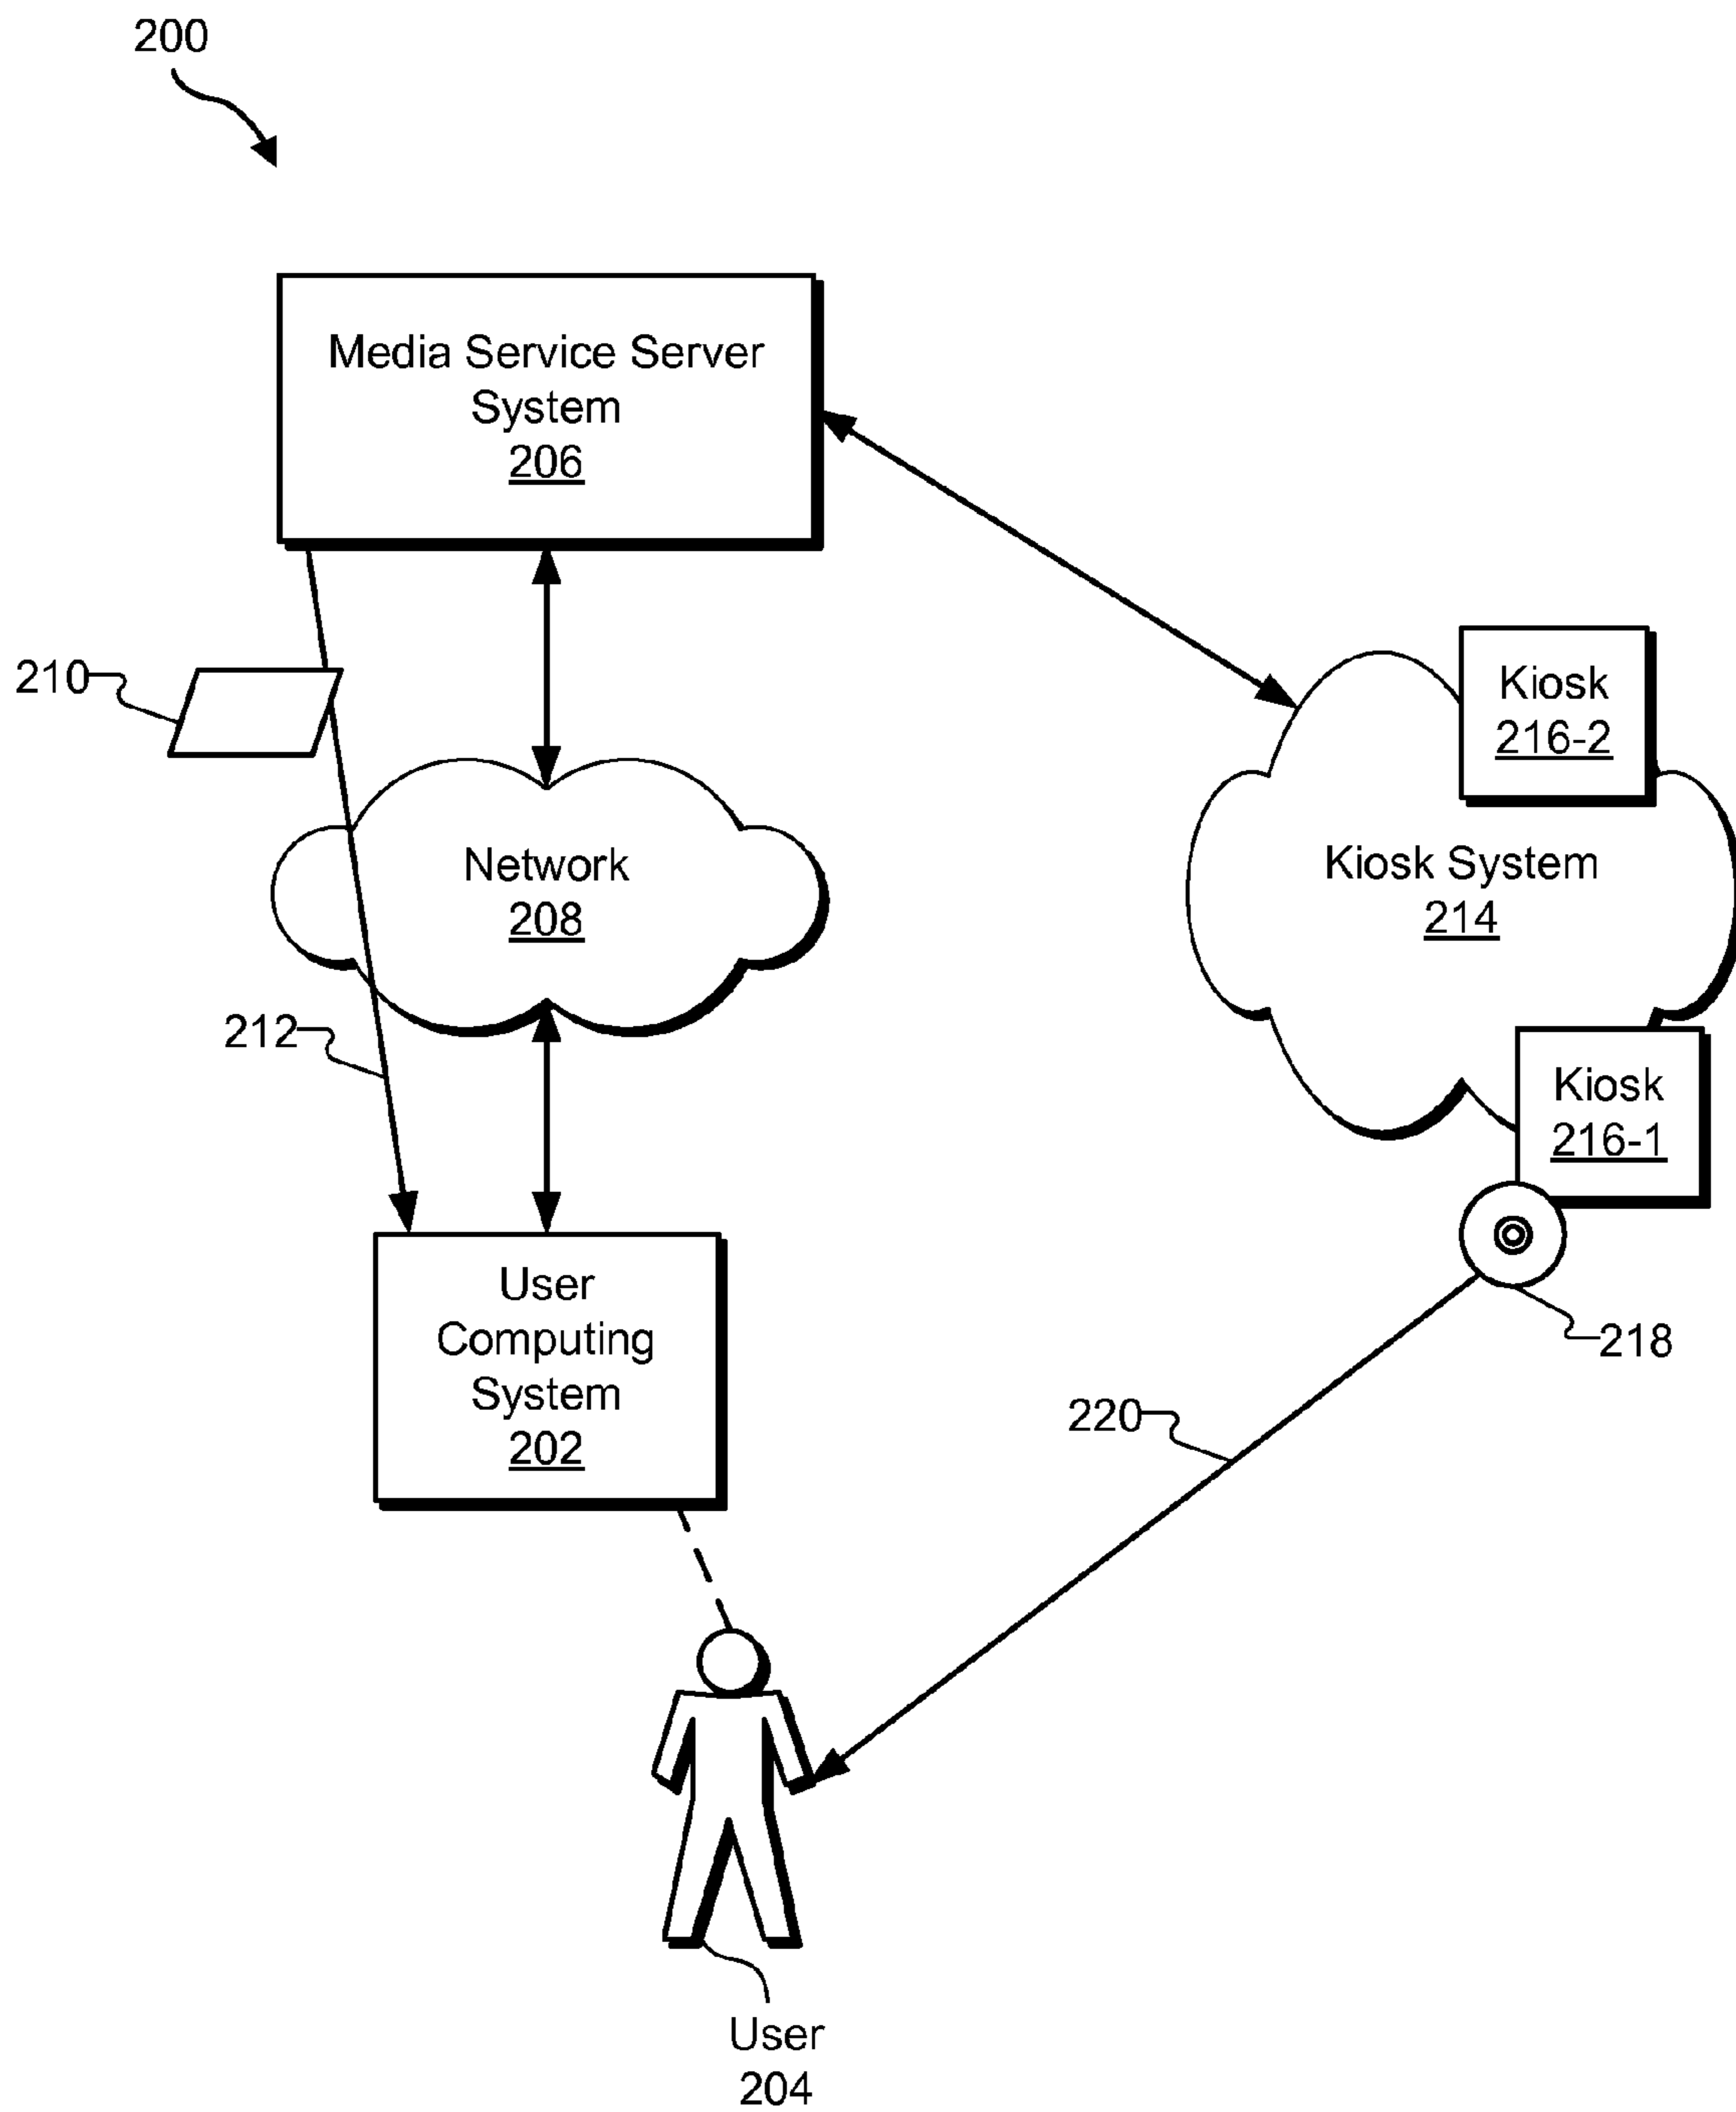 200
Media Service Server
System
206
210
Kiosk
216-2
Network
208
Kiosk System
214
212
Kiosk
216-1
User
Computing
System
202
218
220
User
204